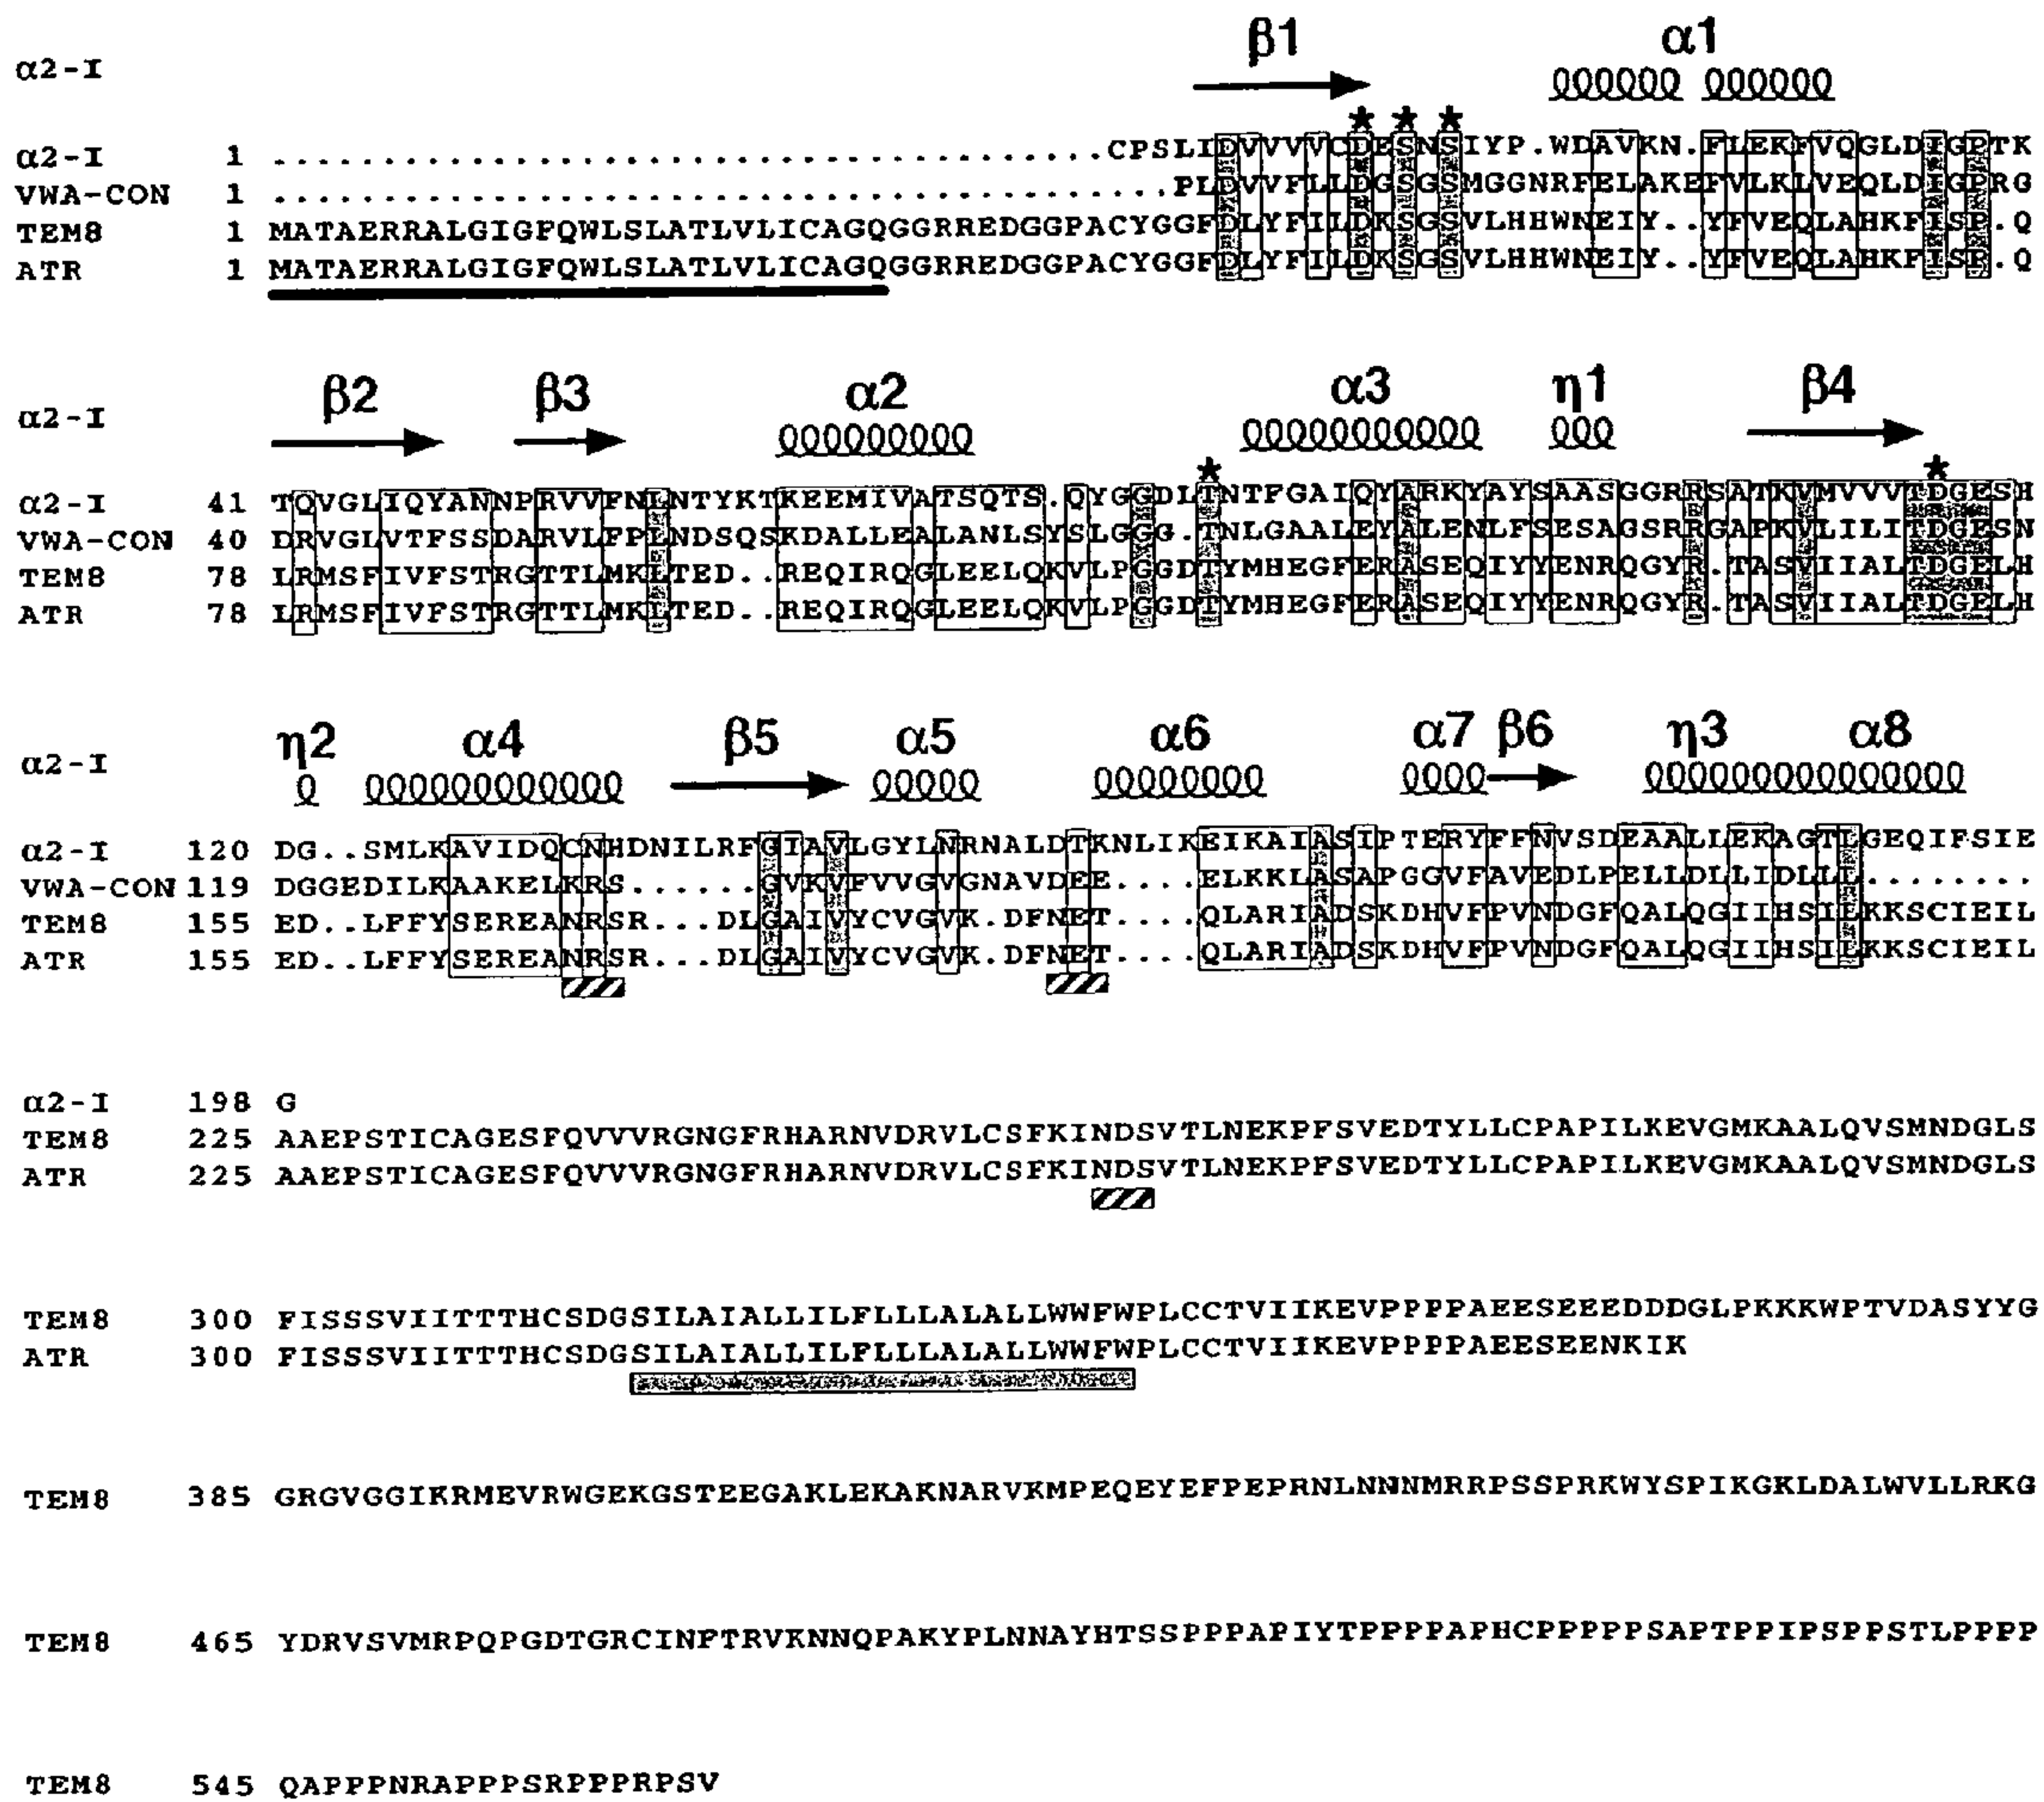 β1 α1
α2-I
★ ★ ★
α2-I 1 ......................................CPSLIDVVVVCDESNSIYP.WDAVKN.FLEKFVQGLDIGPTK
VWA-CON 1 .........................................PLDVVFLLDGSGSMGGNRFELAKEFVLKLVEQLDIGPRG
TEM8 1 MATAERRALGIGFQWLSLATLVLICAGQGGRREDGGPACYGGFDLYFILDKSGSVLHHWNEIY..YFVEQLAHKFISP.Q
ATR 1 MATAERRALGIGFQWLSLATLVLICAGQGGRREDGGPACYGGFDLYFILDKSGSVLHHWNEIY..YFVEQLAHKFISP.Q
β2 β3 α2 α3 η1 β4
α2-I
★ ★
α2-I 41 TQVGLIQYANNPRVVFNLNTYKTKEEMIVATSQTS.QYGGDLTNTFGAIQYARKYAYSAASGGRRSATKVMVVVTDGESH
VWA-CON 40 DRVGLVTFSSDARVLFPLNDSQSKDALLEALANLSYSLGGG.TNLGAALEYALENLFSESAGSRRGAPKVLILITDGESN
TEM8 78 LRMSFIVFSTRGTTLMKLTED..REQIRQGLEELQKVLPGGDTYMHEGFERASEQIYYENRQGYR.TASVIIALTDGELH
ATR 78 LRMSFIVFSTRGTTLMKLTED..REQIRQGLEELQKVLPGGDTYMHEGFERASEQIYYENRQGYR.TASVIIALTDGELH
η2 α4 β5 α5 α6 α7 β6 η3 α8
α2-I
α2-I 120 DG..SMLKAVIDQCNHDNILRFGIAVLGYLNRNALDTKNLIKEIKAIASIPTERYFFNVSDEAALLEKAGTLGEQIFSIE
VWA-CON 119 DGGEDILKAAKELKRS......GVKVFVVGVGNAVDEE....ELKKLASAPGGVFAVEDLPELLDLLIDLLL........
TEM8 155 ED..LFFYSEREANRSR...DLGAIVYCVGVK.DFNET....QLARIADSKDHVFPVNDGFQALQGIIHSILKKSCIEIL
ATR 155 ED..LFFYSEREANRSR...DLGAIVYCVGVK.DFNET....QLARIADSKDHVFPVNDGFQALQGIIHSILKKSCIEIL
α2-I 198 G
TEM8 225 AAEPSTICAGESFQVVVRGNGFRHARNVDRVLCSFKINDSVTLNEKPFSVEDTYLLCPAPILKEVGMKAALQVSMNDGLS
ATR 225 AAEPSTICAGESFQVVVRGNGFRHARNVDRVLCSFKINDSVTLNEKPFSVEDTYLLCPAPILKEVGMKAALQVSMNDGLS
TEM8 300 FISSSVIITTTHCSDGSILAIALLILFLLLALALLWWFWPLCCTVIIKEVPPPPAEESEEEDDDGLPKKKWPTVDASYYG
ATR 300 FISSSVIITTTHCSDGSILAIALLILFLLLALALLWWFWPLCCTVIIKEVPPPPAEESEENKIK
TEM8 385 GRGVGGIKRMEVRWGEKGSTEEGAKLEKAKNARVKMPEQEYEFPEPRNLNNNMRRPSSPRKWYSPIKGKLDALWVLLRKG
TEM8 465 YDRVSVMRPQPGDTGRCINFTRVKNNQPAKYPLNNAYHTSSPPPAPIYTPPPPAPHCPPPPPSAPTPPIPSPPSTLPPPP
TEM8 545 QAPPPNRAPPPSRPPPRPSV